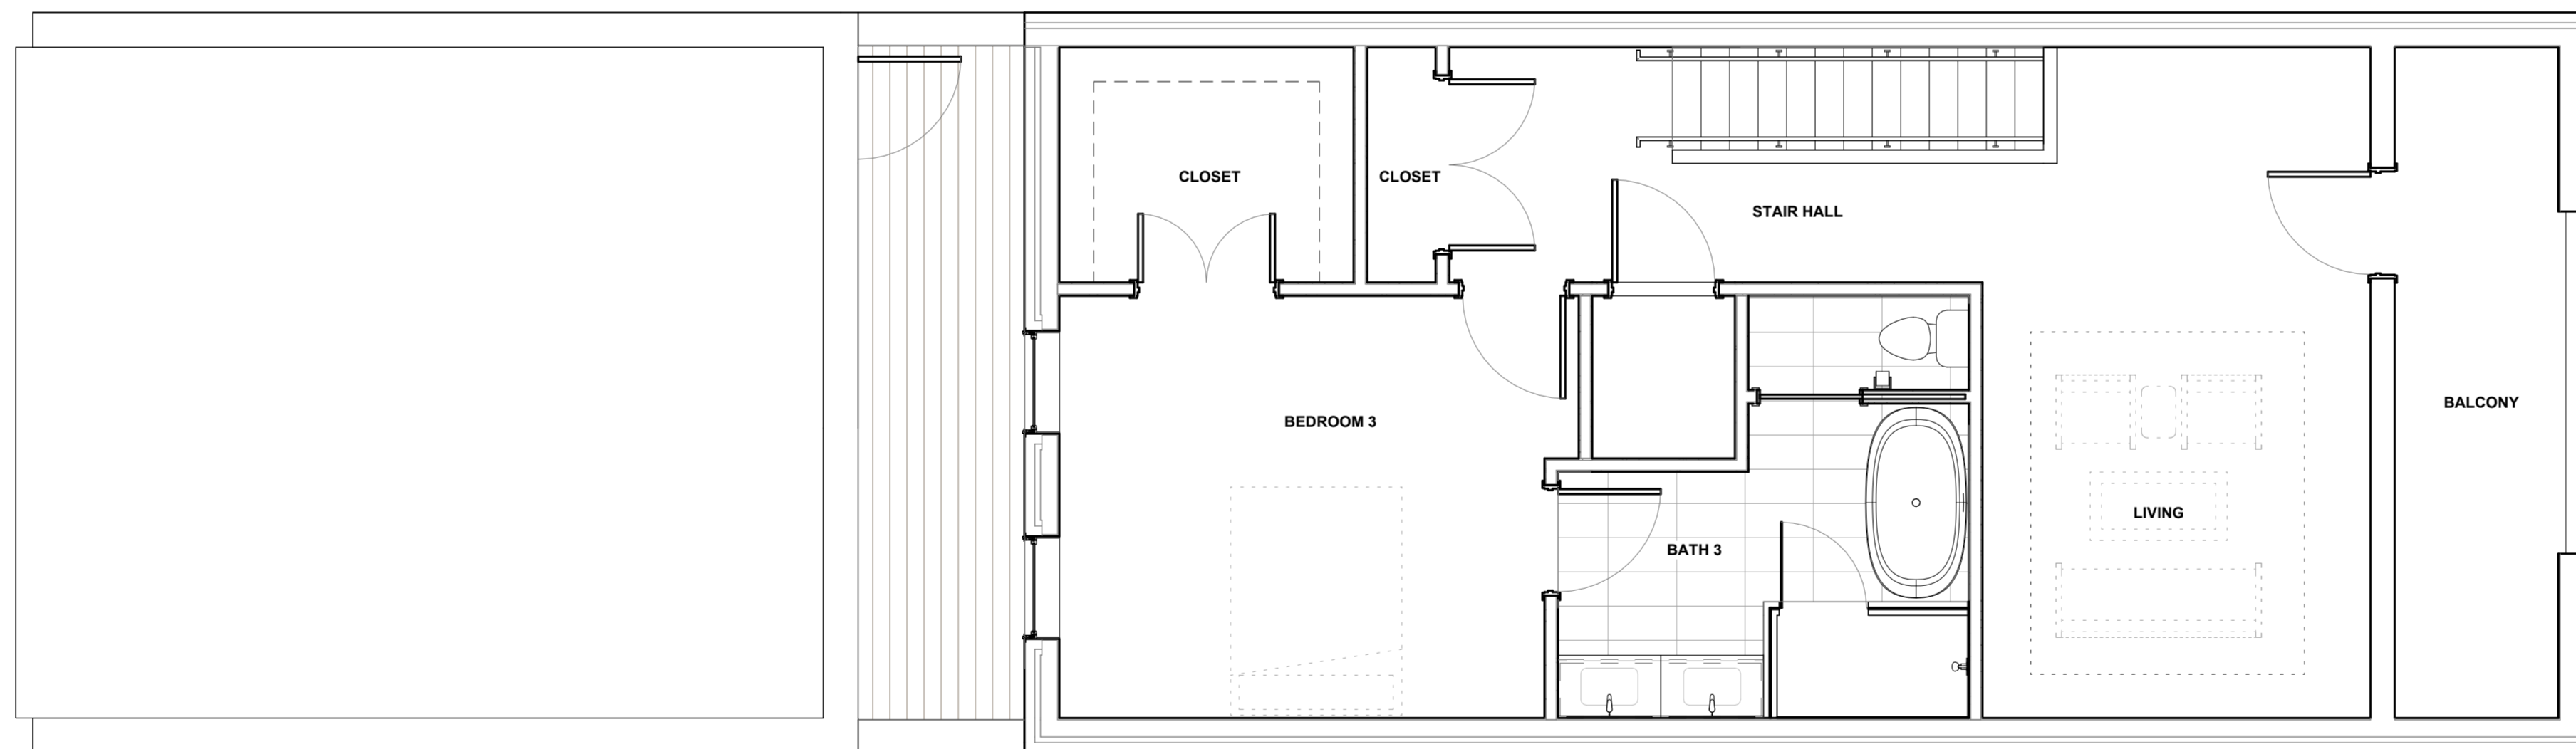 CLOSET
CLOSET
STAIR HALL
BALCONY
BEDROOM 3
LIVING
BATH 3